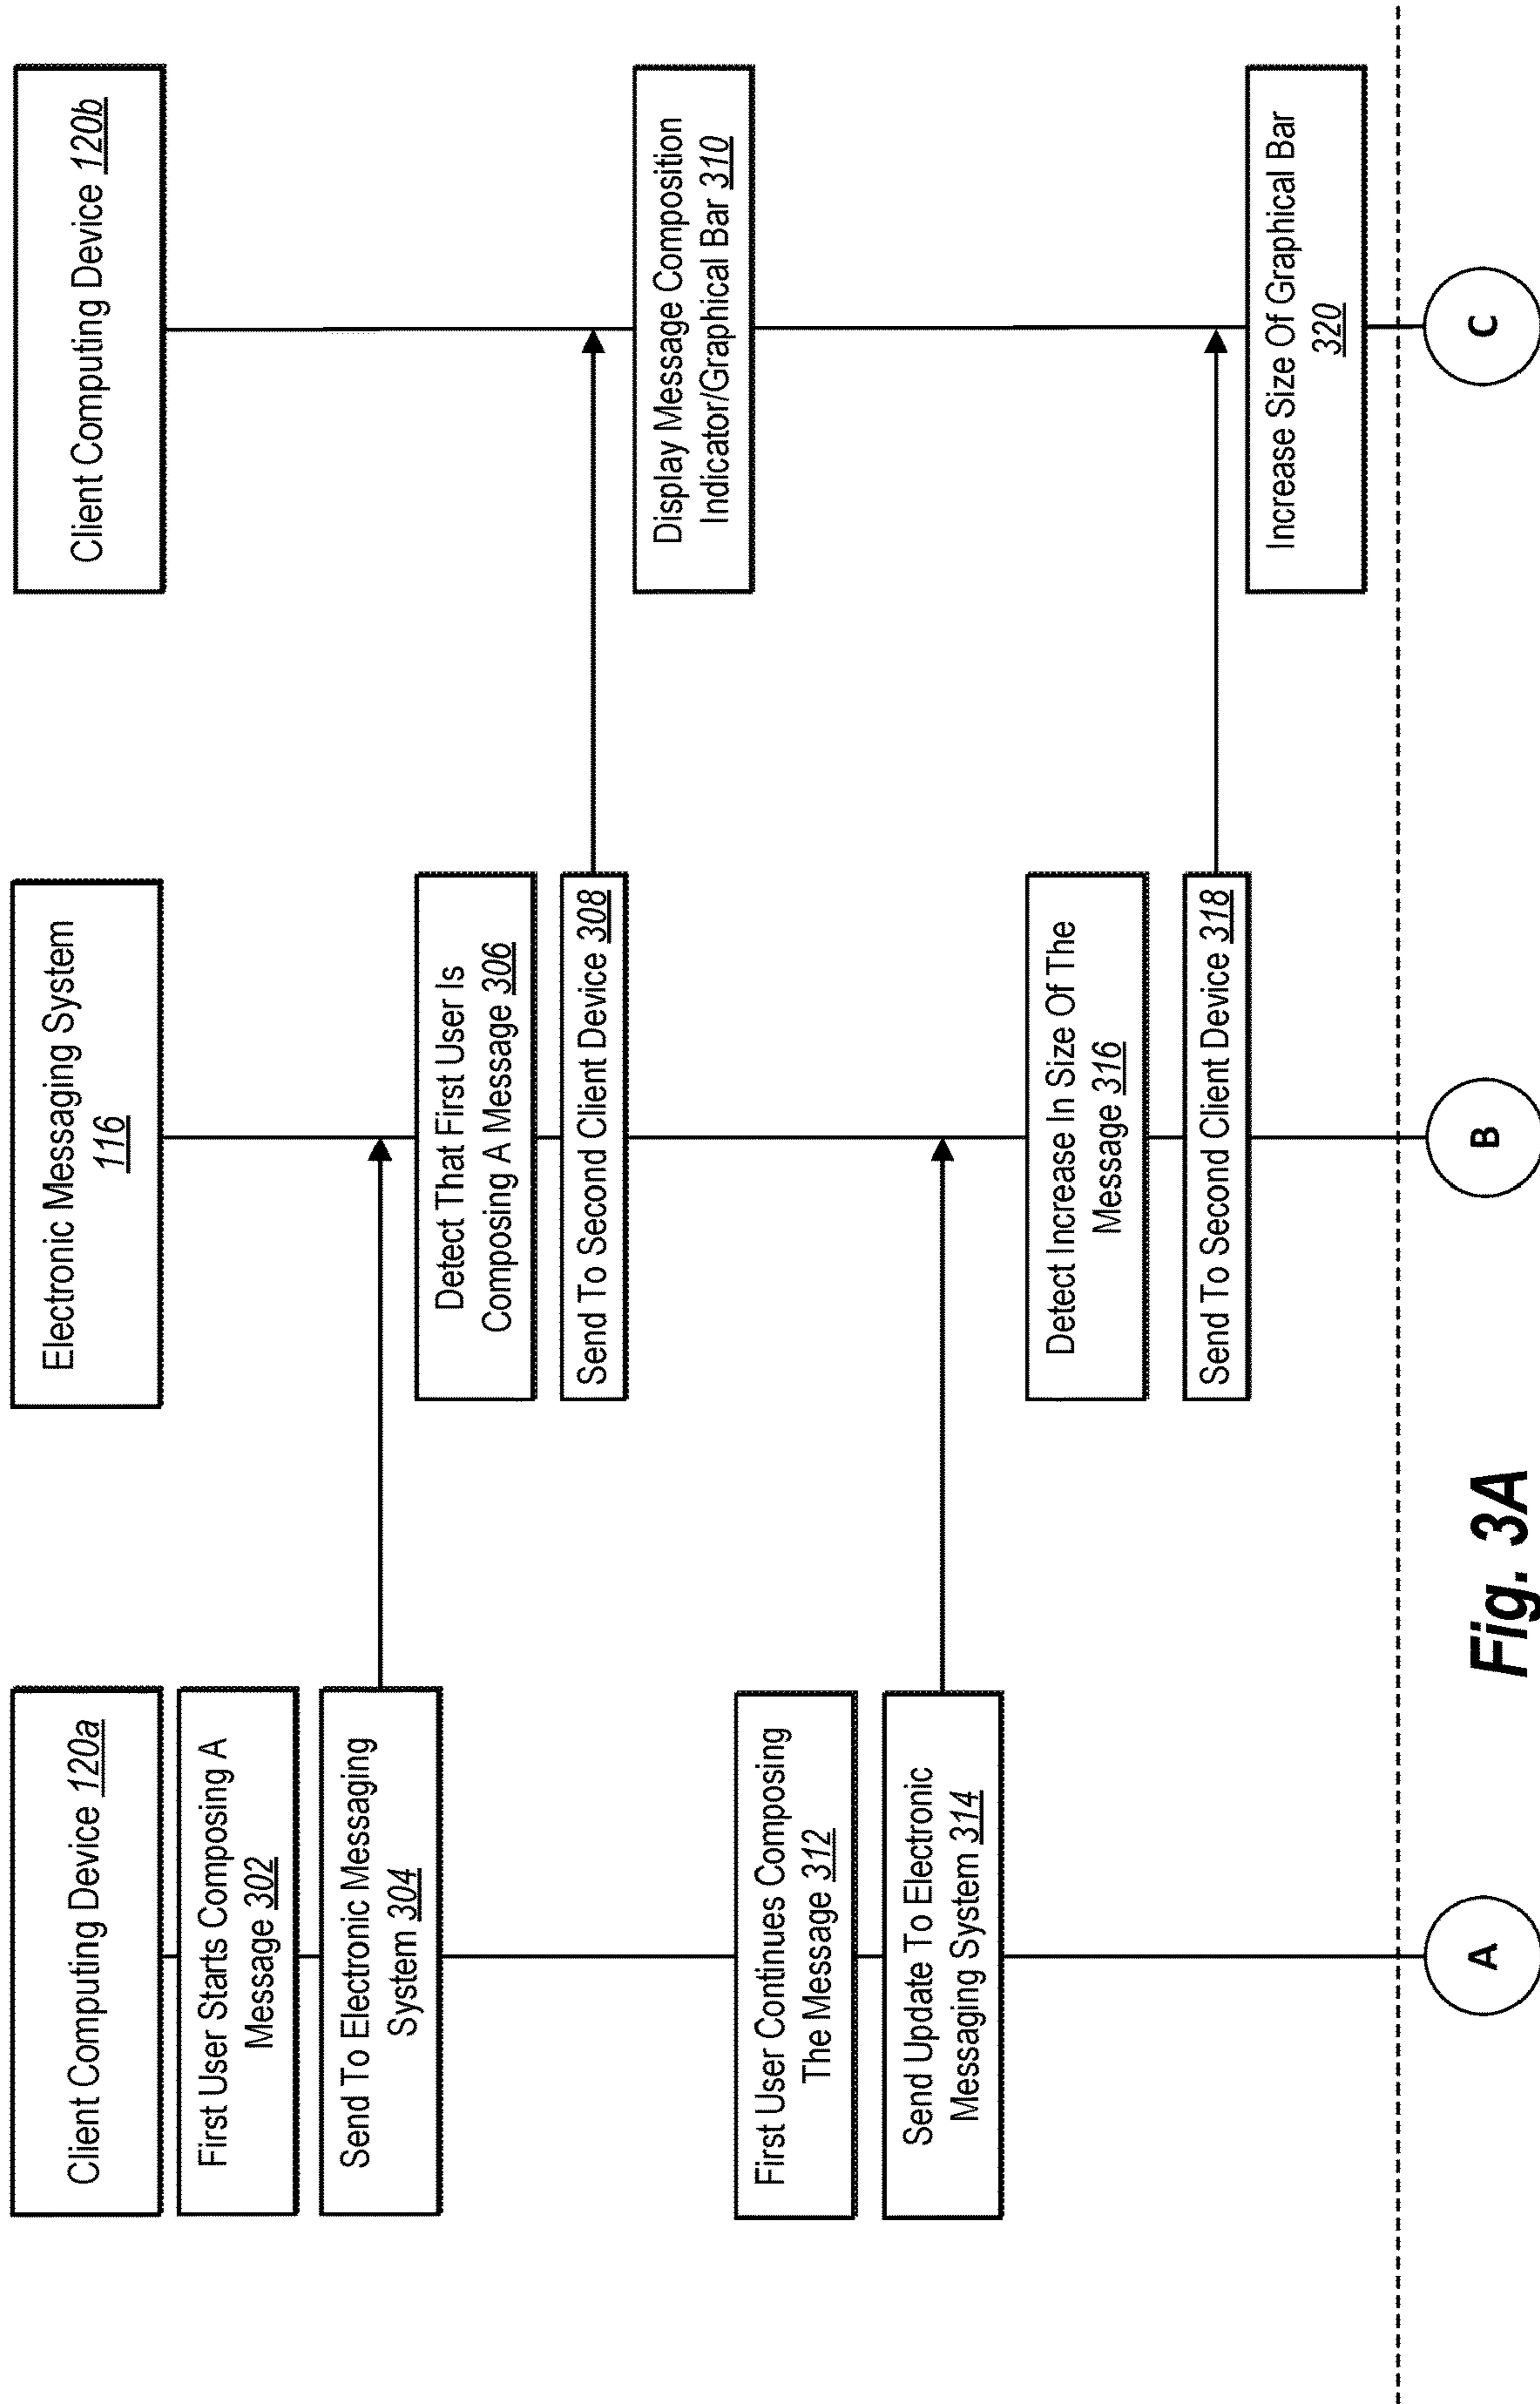 Client Computing Device 120a
Electronic Messaging System
116
Client Computing Device 120b
First User Starts Composing A
Message 302
Send To Electronic Messaging
System 304
Detect That First User Is
Composing A Message 306
Send To Second Client Device 308
Display Message Composition
Indicator/Graphical Bar 310
First User Continues Composing
The Message 312
Send Update To Electronic
Messaging System 314
Detect Increase In Size Of The
Message 316
Send To Second Client Device 318
Increase Size Of Graphical Bar
320
A
B
C
Fig. 3A